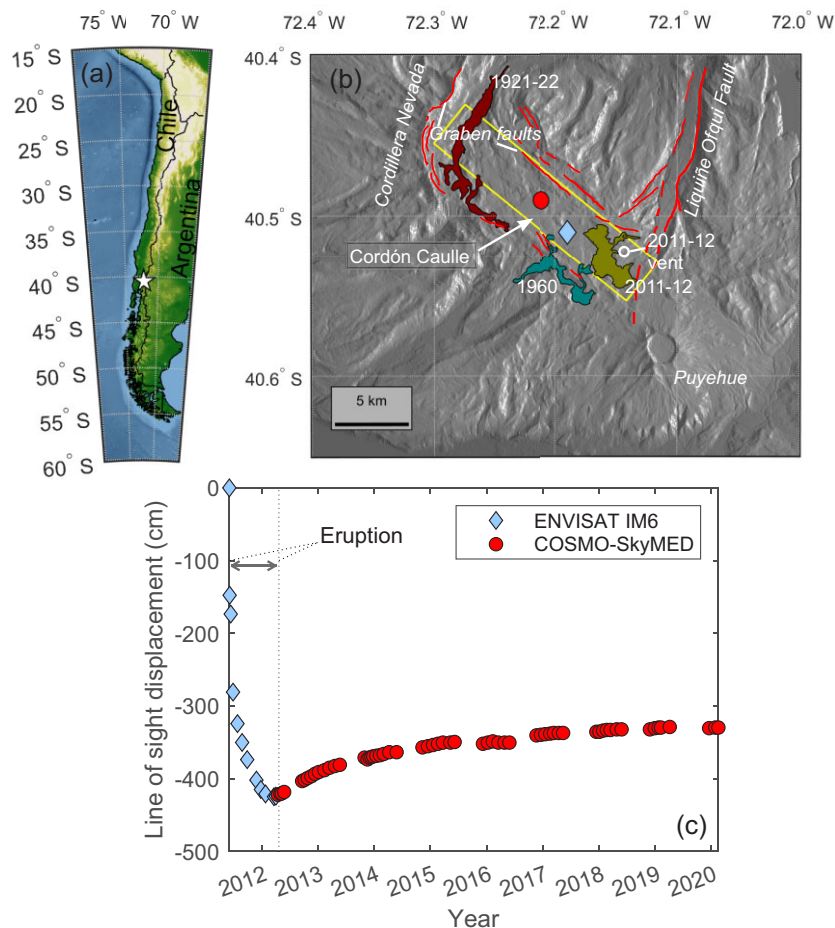 75° W
70° W
15° S
20° S
25° S
30° S
35° S
40° S
45° S
50° S
55° S
60° S
(a)
Chile
Argentina
72.4° W
72.3° W
72.2° W
72.1° W
72.0° W
40.4° S
40.5° S
40.6° S
(b)
1921-22
Cordillera Nevada
Graben faults
Liquiñe Ofqui Fault
Cordón Caulle
2011-12
vent
1960
2011-12
Puyehue
5 km
0
-100
-200
-300
-400
-500
Line of sight displacement (cm)
Eruption
ENVISAT IM6
COSMO-SkyMED
(c)
2012
2013
2014
2015
2016
2017
2018
2019
2020
Year